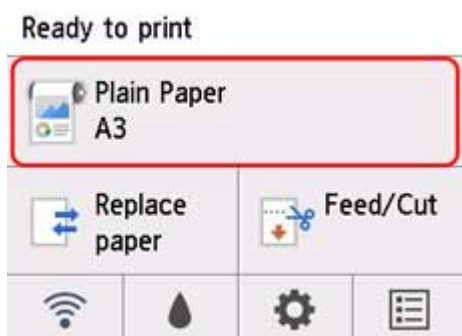 Ready to print
Plain Paper
A3
Replace
paper
Feed/Cut